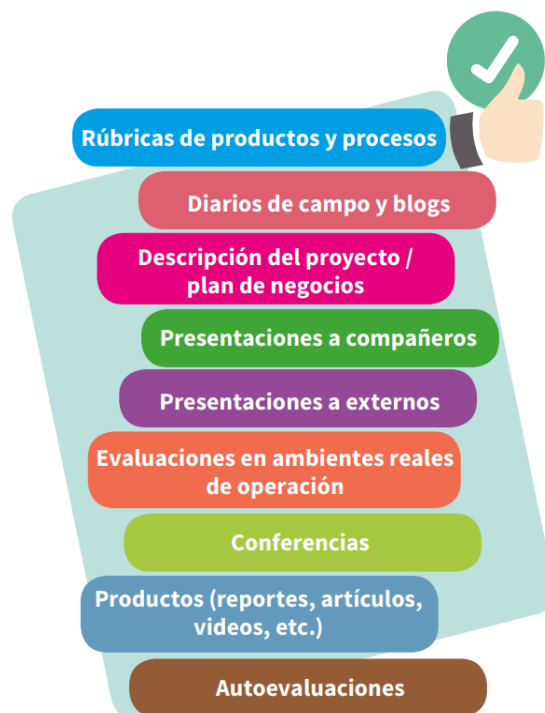 Rúbricas de productos y procesos
Diarios de campo y blogs
Descripción del proyecto /
plan de negocios
Presentaciones a compañeros
Presentaciones a externos
Evaluaciones en ambientes reales
de operación
Conferencias
Productos (reportes, artículos,
videos, etc.)
Autoevaluaciones